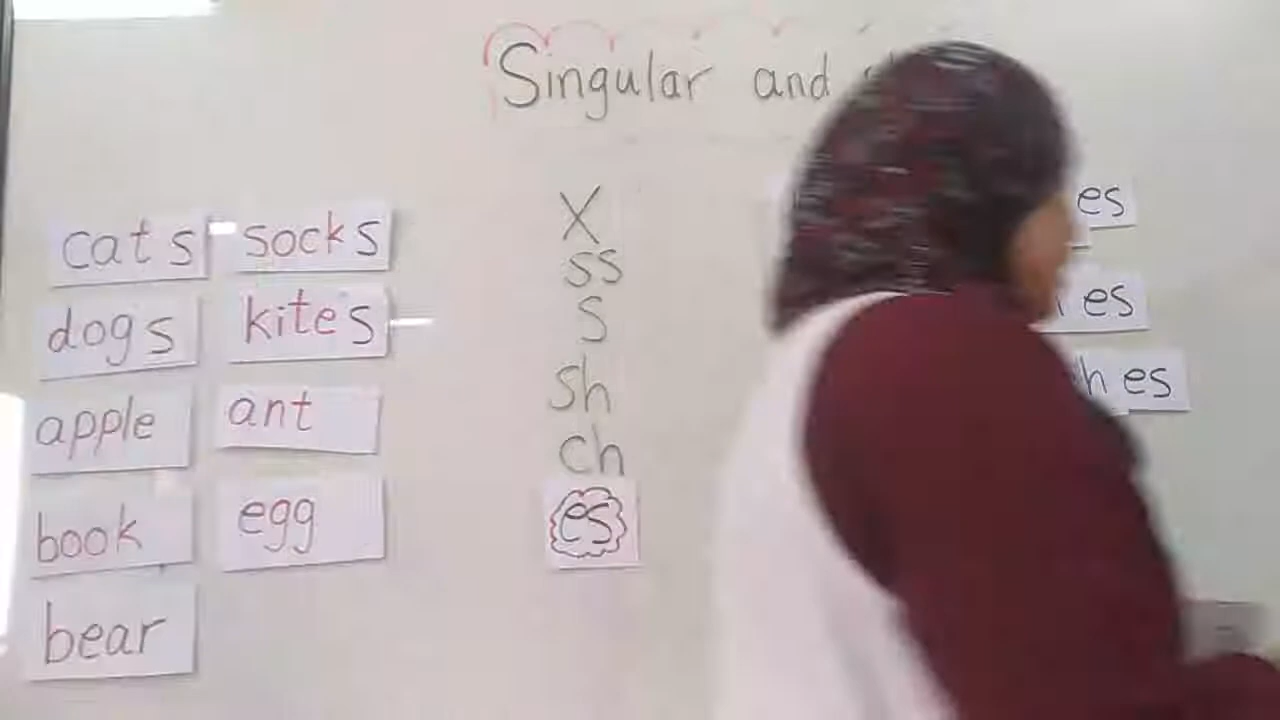 Singular and
cats socks
dogs kites
apple ant
book egg
bear
X
ss
s
sh
ch
es
es
es
h es